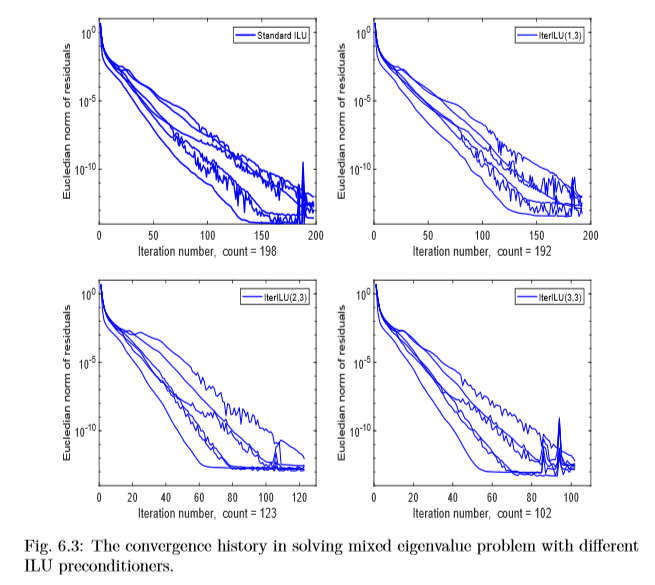 Standard ILU
10^0
10^-5
10^-10
Eucledian norm of residuals
0 50 100 150 200
Iteration number, count = 198
IterILU(1,3)
10^0
10^-5
10^-10
Eucledian norm of residuals
0 50 100 150 200
Iteration number, count = 192
IterILU(2,3)
10^0
10^-5
10^-10
Eucledian norm of residuals
0 20 40 60 80 100 120
Iteration number, count = 123
IterILU(3,3)
10^0
10^-5
10^-10
Eucledian norm of residuals
0 20 40 60 80 100
Iteration number, count = 102
Fig. 6.3: The convergence history in solving mixed eigenvalue problem with different
ILU preconditioners.